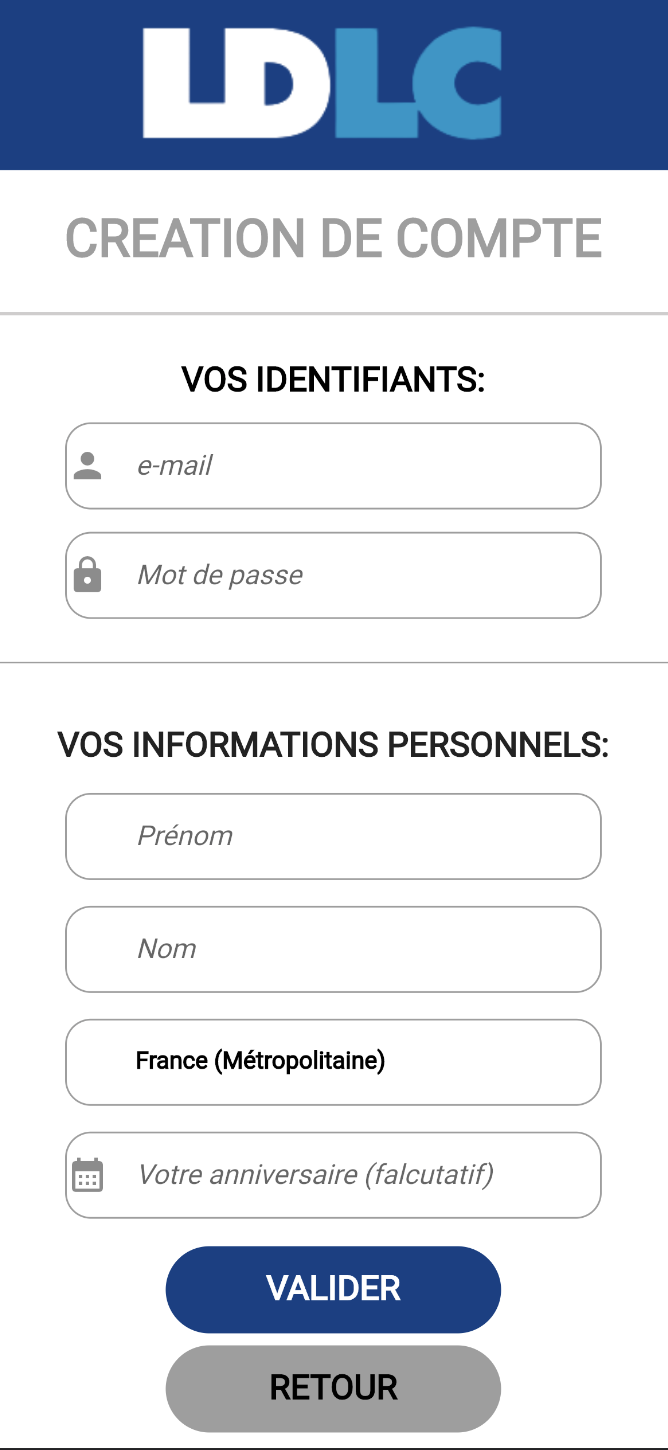 LDLC
CREATION DE COMPTE
VOS IDENTIFIANTS:
e-mail
Mot de passe
VOS INFORMATIONS PERSONNELS:
Prénom
Nom
France (Métropolitaine)
Votre anniversaire (falcutatif)
VALIDER
RETOUR